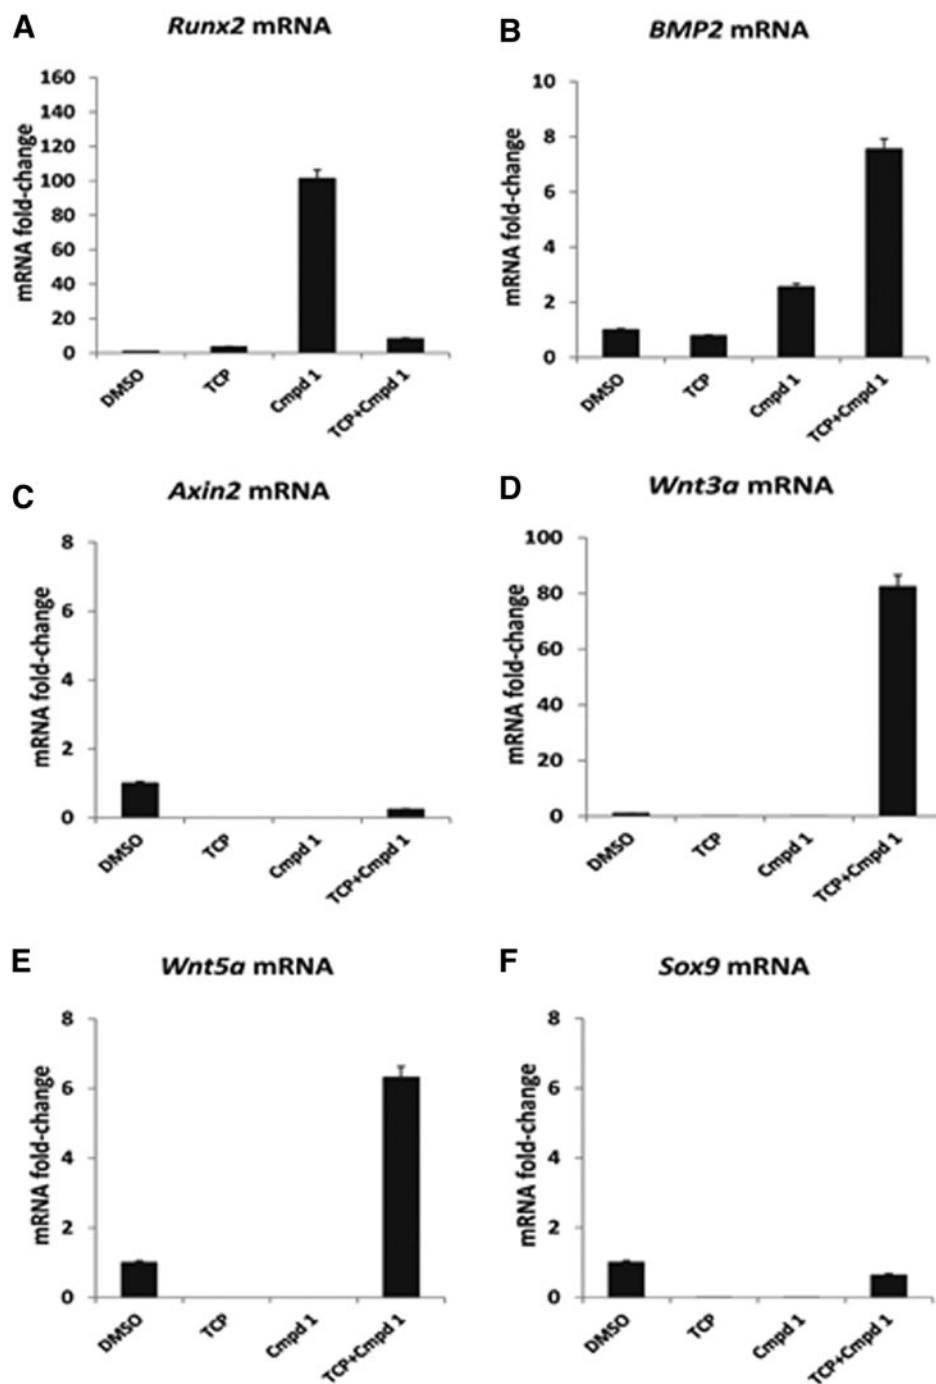 A
Runx2 mRNA
mRNA fold-change
160
140
120
100
80
60
40
20
0
DMSO
TCP
Cmpd 1
TCP+Cmpd 1
B
BMP2 mRNA
mRNA fold-change
10
8
6
4
2
0
DMSO
TCP
Cmpd 1
TCP+Cmpd 1
C
Axin2 mRNA
mRNA fold-change
8
6
4
2
0
DMSO
TCP
Cmpd 1
TCP+Cmpd 1
D
Wnt3a mRNA
mRNA fold-change
100
80
60
40
20
0
DMSO
TCP
Cmpd 1
TCP+Cmpd 1
E
Wnt5a mRNA
mRNA fold-change
8
6
4
2
0
DMSO
TCP
Cmpd 1
TCP+Cmpd 1
F
Sox9 mRNA
mRNA fold-change
8
6
4
2
0
DMSO
TCP
Cmpd 1
TCP+Cmpd 1